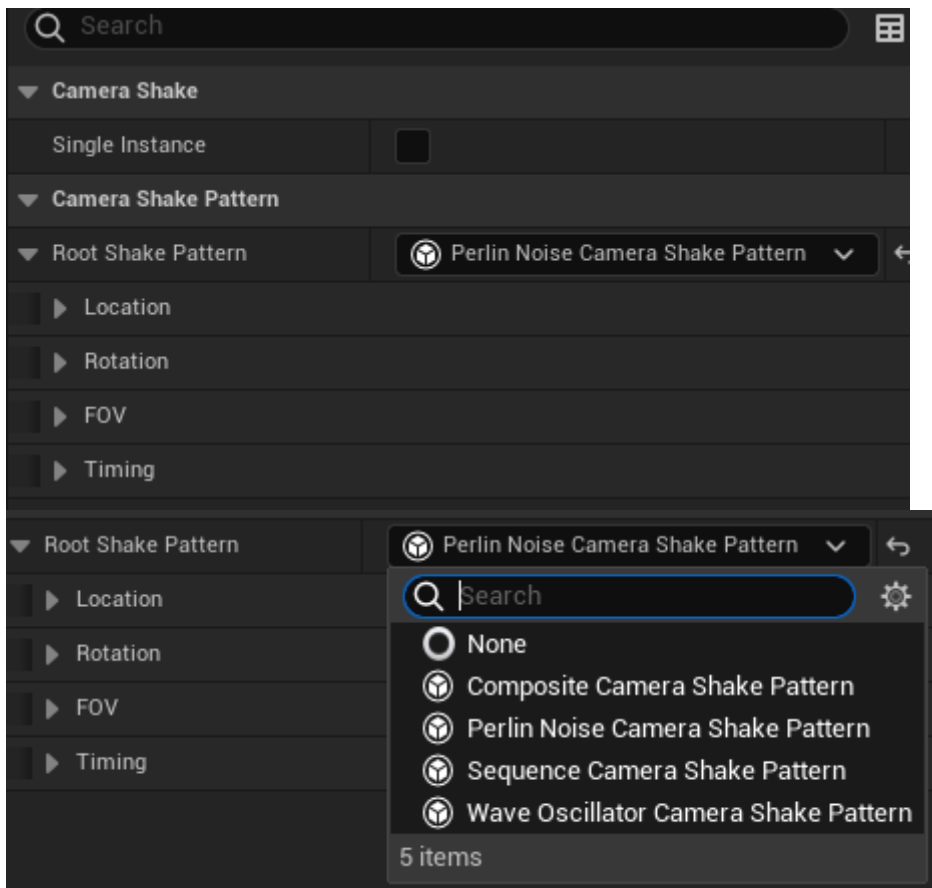 Search
Camera Shake
Single Instance
Camera Shake Pattern
Root Shake Pattern Perlin Noise Camera Shake Pattern
Location
Rotation
FOV
Timing
Root Shake Pattern Perlin Noise Camera Shake Pattern
Location
Rotation
FOV
Timing
Search
None
Composite Camera Shake Pattern
Perlin Noise Camera Shake Pattern
Sequence Camera Shake Pattern
Wave Oscillator Camera Shake Pattern
5 items